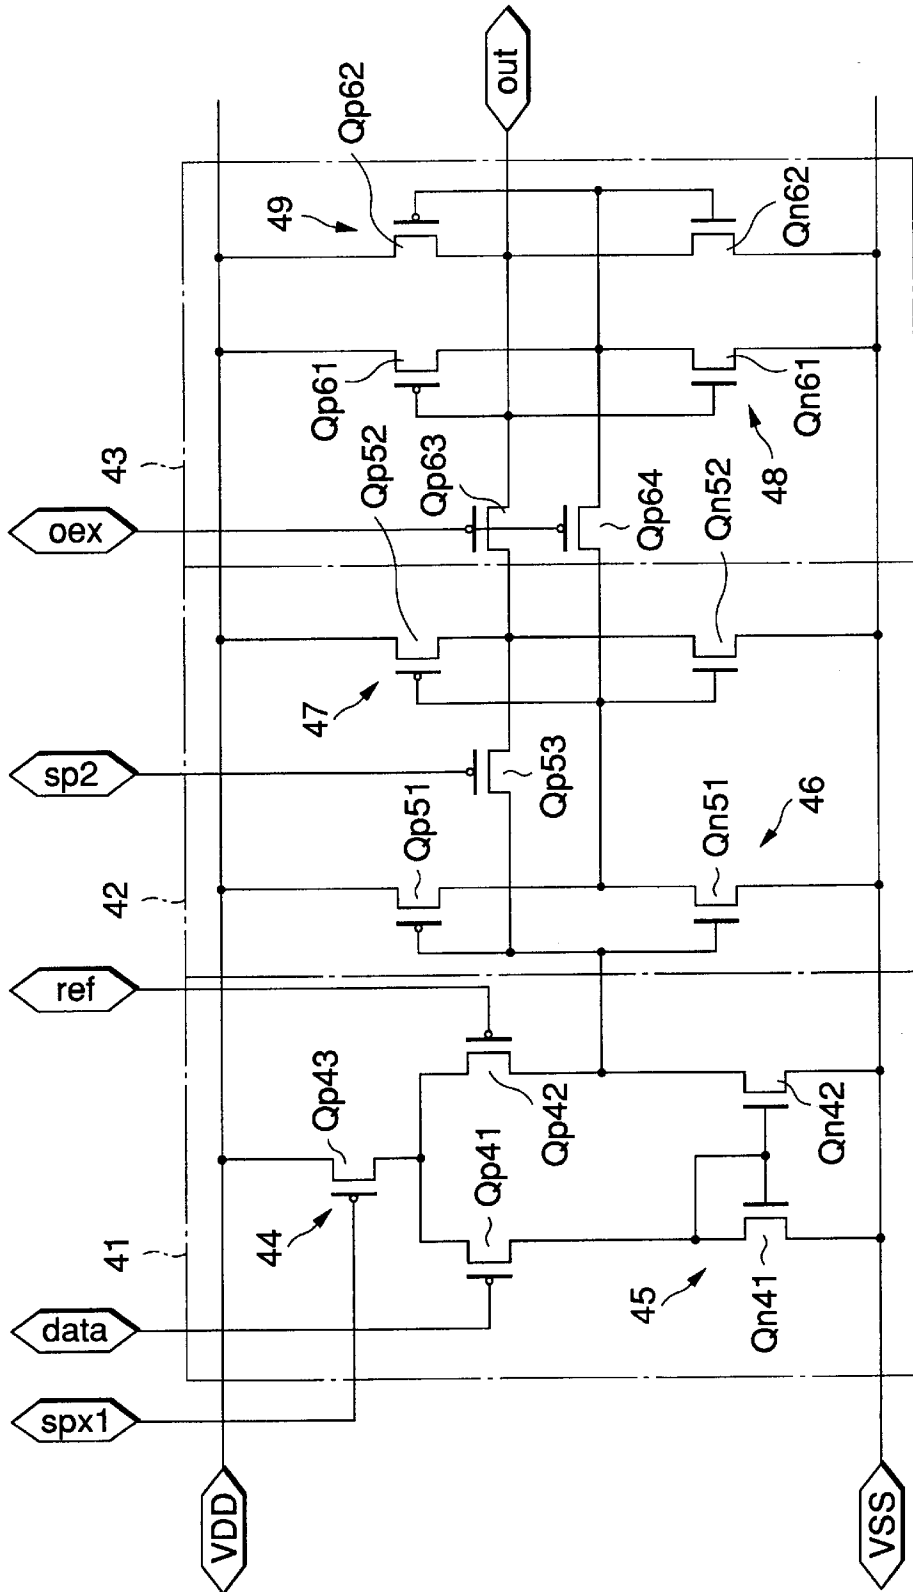 spx1
data
ref
sp2
oex
41
42
43
VDD
44
Qp43
Qp41
Qp42
45
Qn41
Qn42
Qp51
Qn51
46
Qp53
47
Qp52
Qn52
Qp63
Qp64
Qp61
Qn61
48
49
Qp62
Qn62
out
VSS